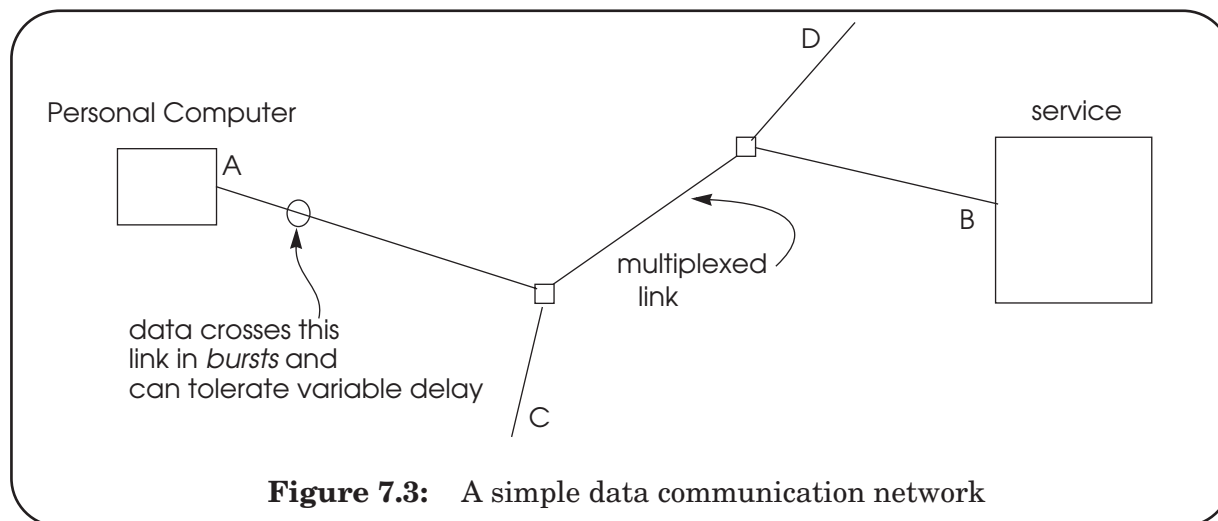 D
Personal Computer
service
A
B
multiplexed
link
data crosses this
link in bursts and
can tolerate variable delay
C
Figure 7.3: A simple data communication network